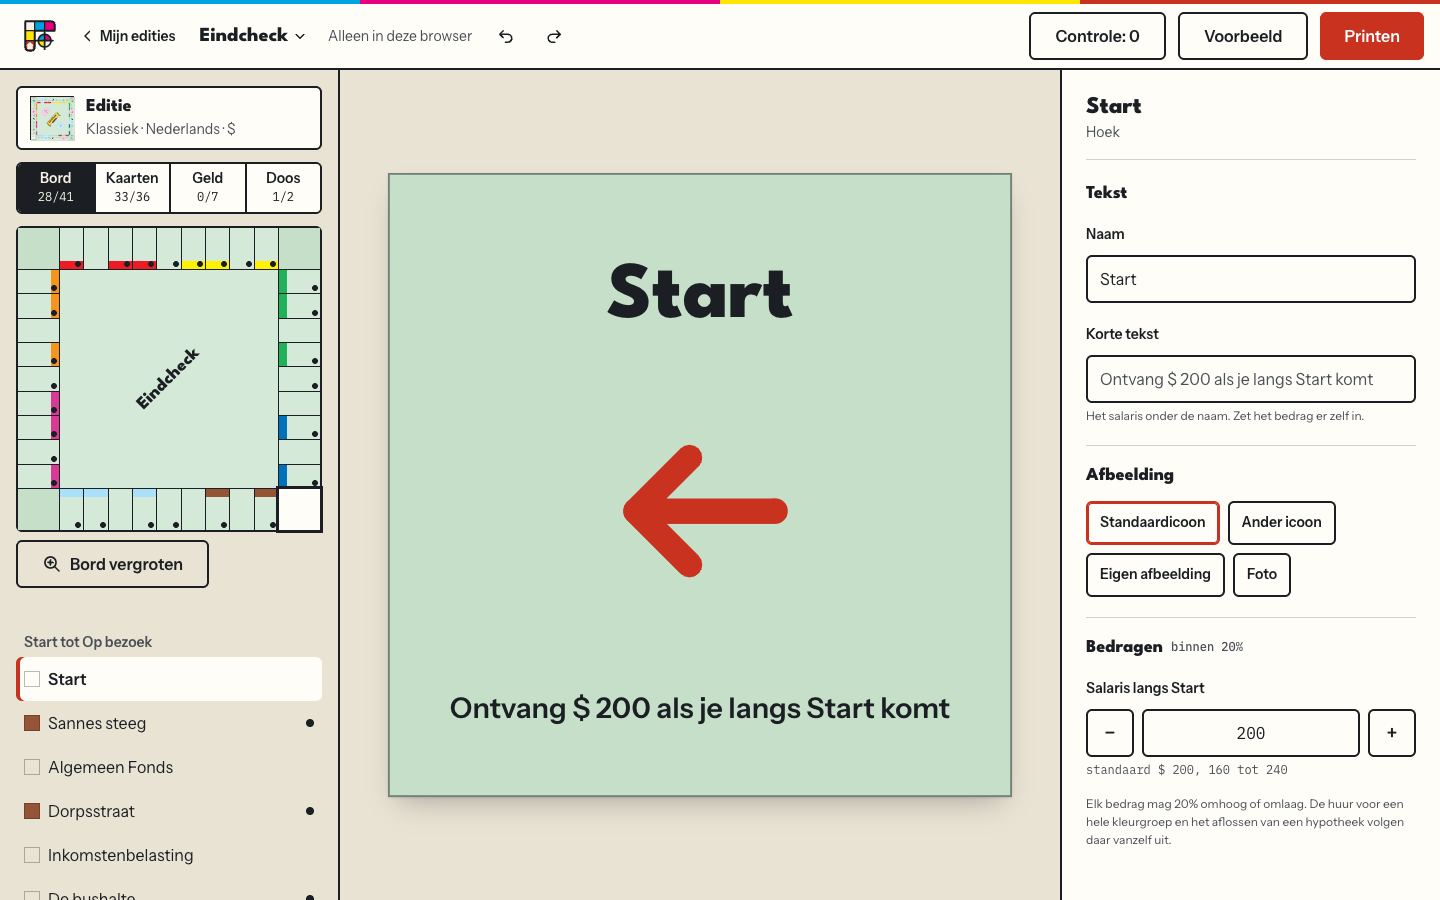 Mijn edities
Eindcheck
Alleen in deze browser
Controle: 0
Voorbeeld
Printen
Editie
Klassiek · Nederlands · $
Bord
28/41
Kaarten
33/36
Geld
0/7
Doos
1/2
Eindcheck
Bord vergroten
Start tot Op bezoek
Start
Sannes steeg
Algemeen Fonds
Dorpsstraat
Inkomstenbelasting
De bushalte
Start
Ontvang $ 200 als je langs Start komt
Start
Hoek
Tekst
Naam
Start
Korte tekst
Ontvang $ 200 als je langs Start komt
Het salaris onder de naam. Zet het bedrag er zelf in.
Afbeelding
Standaardicoon
Ander icoon
Eigen afbeelding
Foto
Bedragen binnen 20%
Salaris langs Start
− 200 +
standaard $ 200, 160 tot 240
Elk bedrag mag 20% omhoog of omlaag. De huur voor een
hele kleurgroep en het aflossen van een hypotheek volgen
daar vanzelf uit.